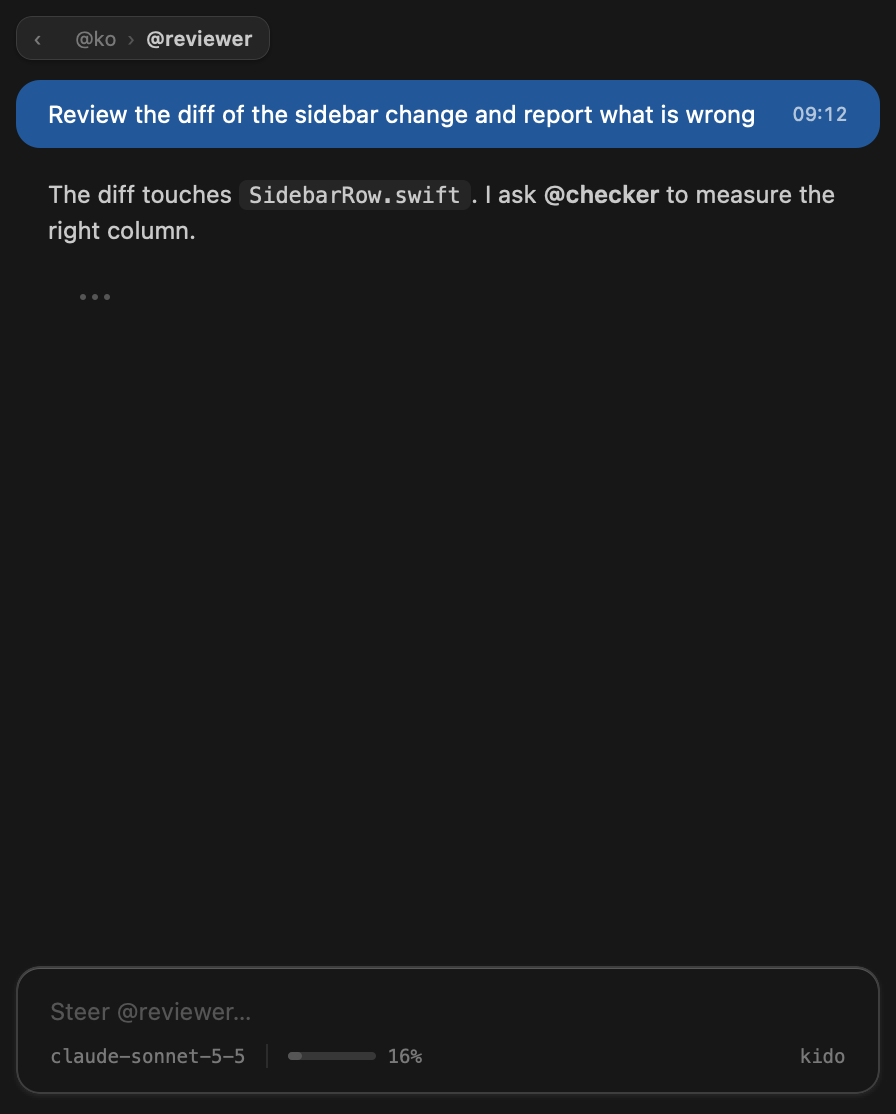 ‹ @ko › @reviewer
Review the diff of the sidebar change and report what is wrong 09:12
The diff touches SidebarRow.swift. I ask @checker to measure the
right column.
Steer @reviewer…
claude-sonnet-5-5 16% kido